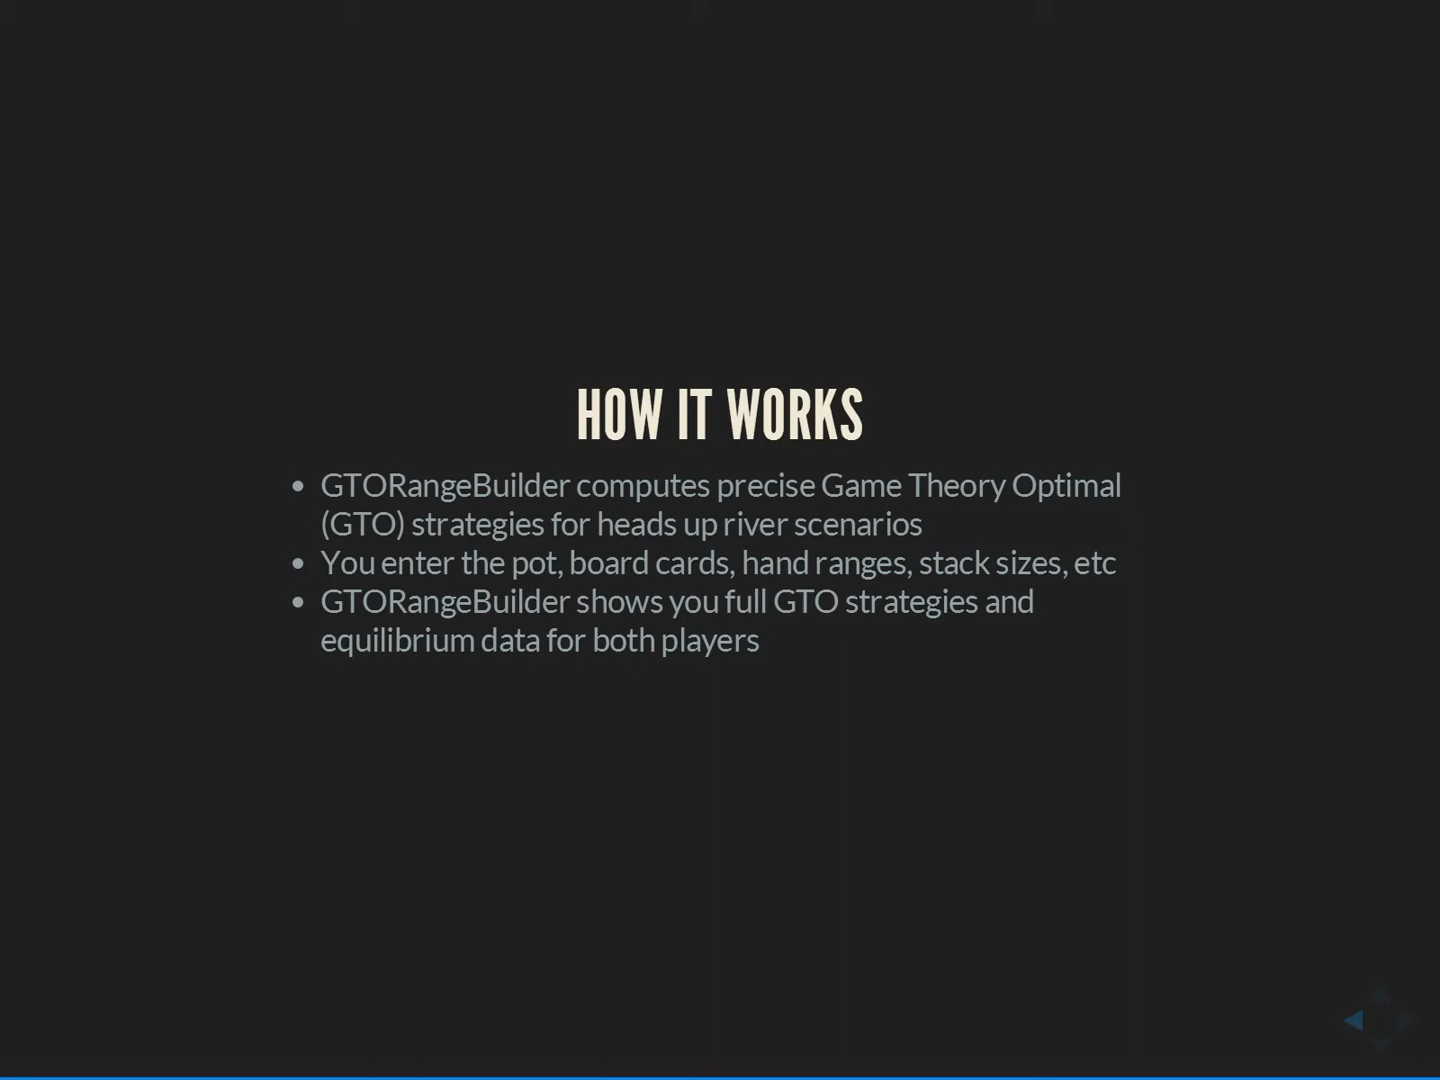 HOW IT WORKS
• GTORangeBuilder computes precise Game Theory Optimal
(GTO) strategies for heads up river scenarios
• You enter the pot, board cards, hand ranges, stack sizes, etc
• GTORangeBuilder shows you full GTO strategies and
equilibrium data for both players